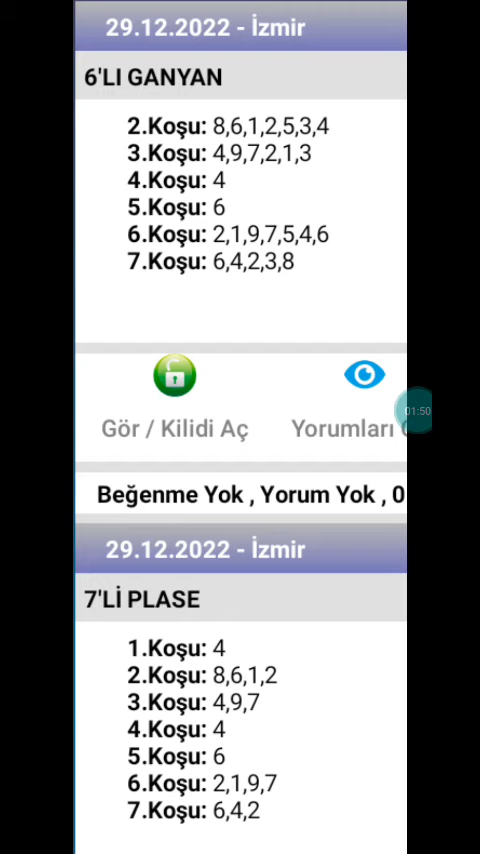 29.12.2022 - İzmir
6'LI GANYAN
2.Koşu: 8,6,1,2,5,3,4
3.Koşu: 4,9,7,2,1,3
4.Koşu: 4
5.Koşu: 6
6.Koşu: 2,1,9,7,5,4,6
7.Koşu: 6,4,2,3,8
Gör / Kilidi Aç Yorumları
01:50
Beğenme Yok , Yorum Yok , 0
29.12.2022 - İzmir
7'Lİ PLASE
1.Koşu: 4
2.Koşu: 8,6,1,2
3.Koşu: 4,9,7
4.Koşu: 4
5.Koşu: 6
6.Koşu: 2,1,9,7
7.Koşu: 6,4,2